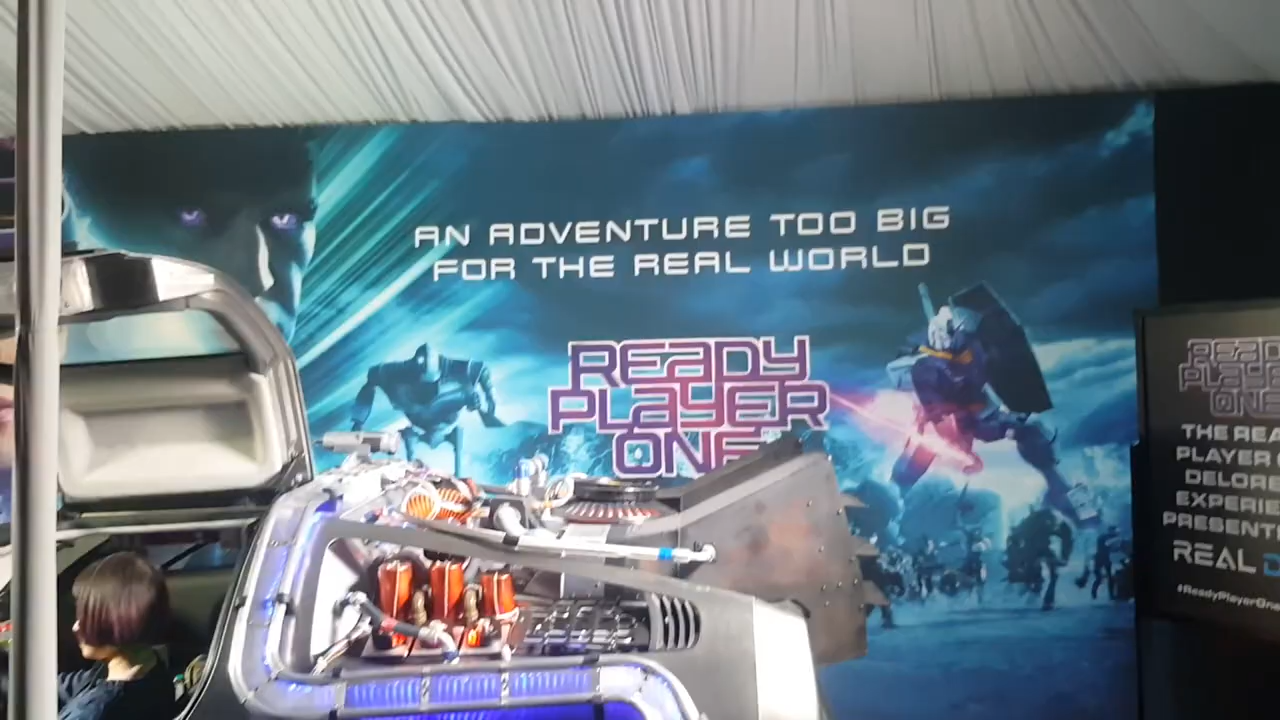 AN ADVENTURE TOO BIG
FOR THE REAL WORLD
READY
PLAYER
ONE
READY
PLAYER
ONE
THE REA
PLAYER
DELORE
EXPERIE
PRESENT
REAL D
#ReadyPlayerOne